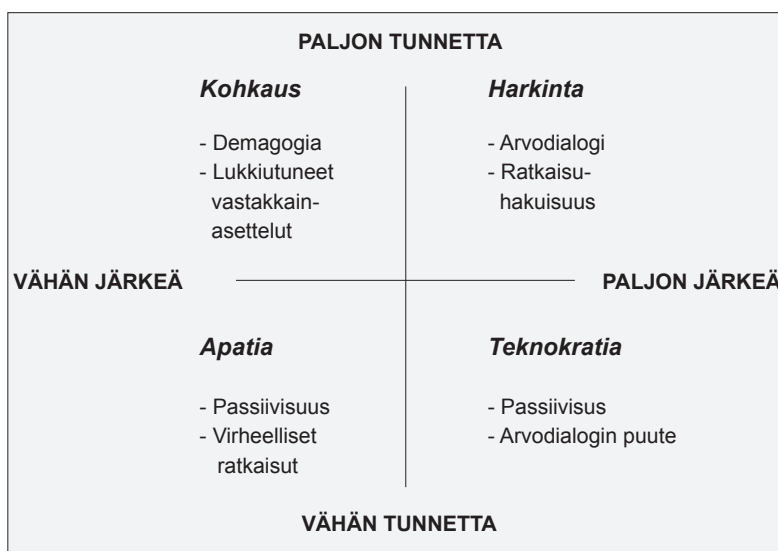 PALJON TUNNETTA
Kohkaus
- Demagogia
- Lukkiutuneet
vastakkain-
asettelut
Harkinta
- Arvodialogi
- Ratkaisu-
hakuisuus
VÄHÄN JÄRKEÄ
PALJON JÄRKEÄ
Apatia
- Passiivisuus
- Virheelliset
ratkaisut
Teknokratia
- Passiivisus
- Arvodialogin puute
VÄHÄN TUNNETTA